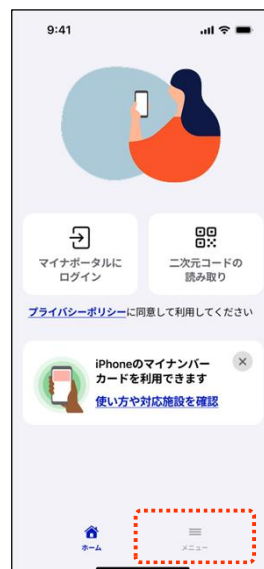 9:41
マイナポータルに
ログイン
二次元コードの
読み取り
プライバシーポリシーに同意して利用してください
iPhoneのマイナンバー
カードを利用できます
使い方や対応施設を確認
ホーム
メニュー